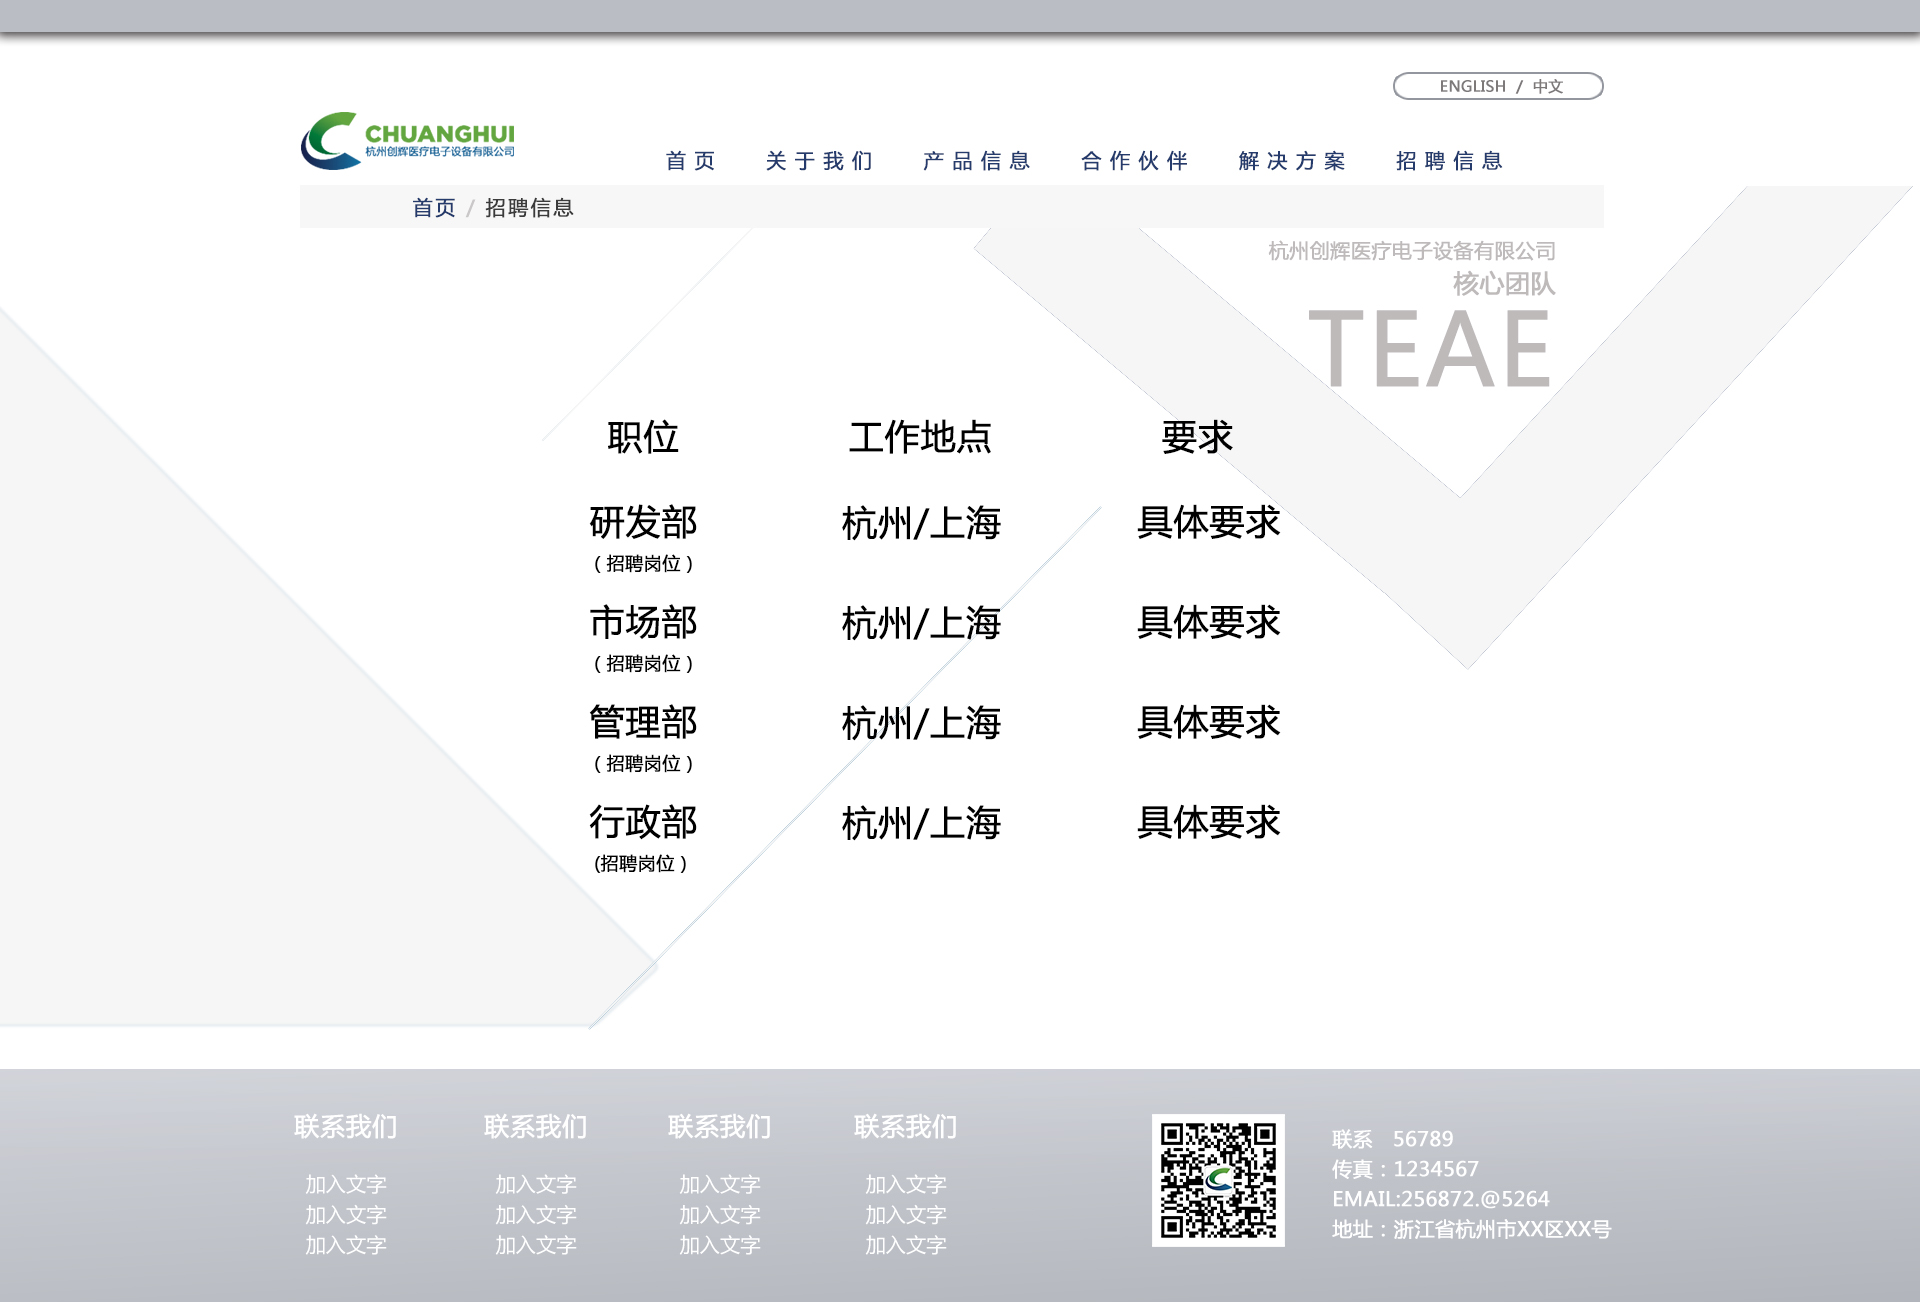 ENGLISH / 中文
CHUANGHUI
杭州创辉医疗电子设备有限公司
首页 关于我们 产品信息 合作伙伴 解决方案 招聘信息
首页 / 招聘信息
杭州创辉医疗电子设备有限公司
核心团队
TEAE
职位 工作地点 要求
研发部 杭州/上海 具体要求
（招聘岗位）
市场部 杭州/上海 具体要求
（招聘岗位）
管理部 杭州/上海 具体要求
（招聘岗位）
行政部 杭州/上海 具体要求
(招聘岗位）
联系我们 联系我们 联系我们 联系我们
加入文字 加入文字 加入文字 加入文字
加入文字 加入文字 加入文字 加入文字
加入文字 加入文字 加入文字 加入文字
联系 56789
传真：1234567
EMAIL:256872.@5264
地址：浙江省杭州市XX区XX号